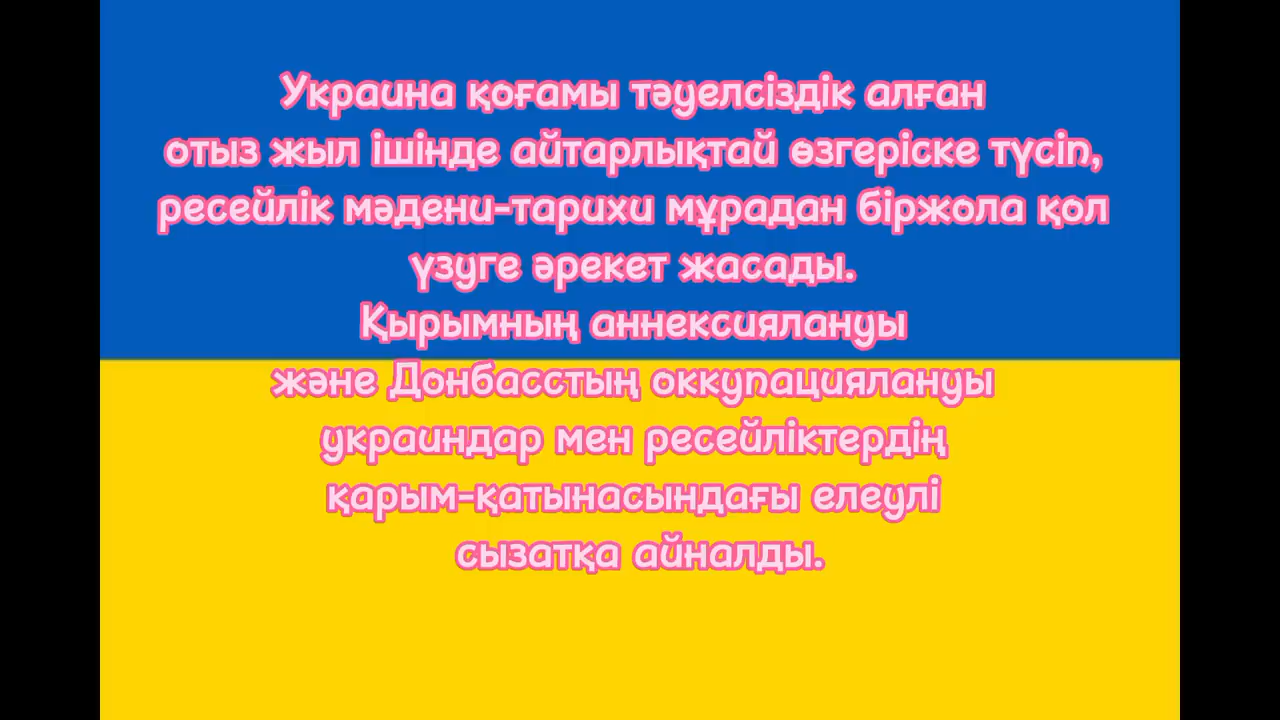 Украина қоғамы тәуелсіздік алған
отыз жыл ішінде айтарлықтай өзгеріске түсіп,
ресейлік мәдени-тарихи мұрадан біржола қол
үзуге әрекет жасады.
Қырымның аннексиялануы
және Донбасстың оккупациялануы
украиндар мен ресейліктердің
қарым-қатынасындағы елеулі
сызатқа айналды.